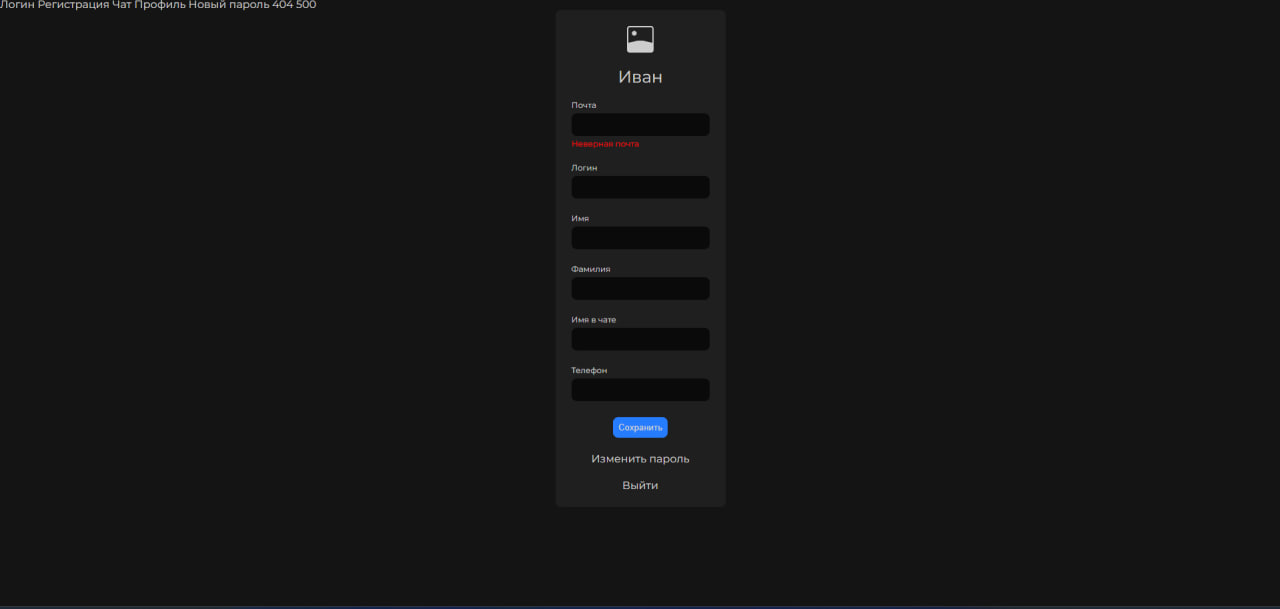 Логин Регистрация Чат Профиль Новый пароль 404 500
Иван
Почта
Неверная почта
Логин
Имя
Фамилия
Имя в чате
Телефон
Сохранить
Изменить пароль
Выйти